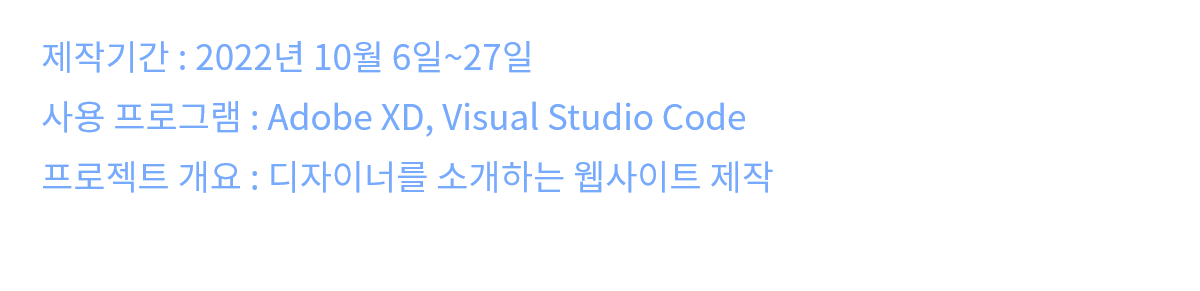 제작기간 : 2022년 10월 6일~27일
사용 프로그램 : Adobe XD, Visual Studio Code
프로젝트 개요 : 디자이너를 소개하는 웹사이트 제작